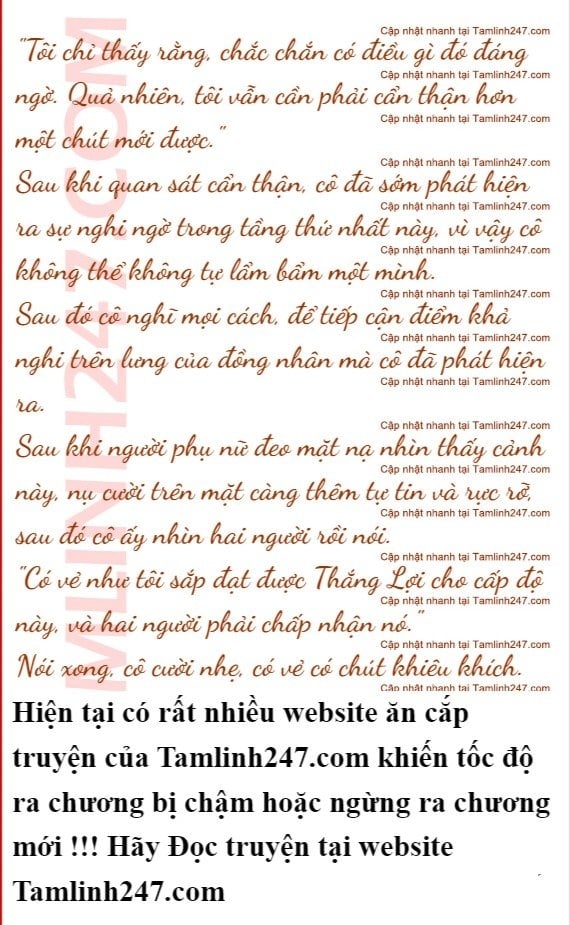 Cập nhật nhanh tại Tamlinh247.com
"Tôi chỉ thấy rằng, chắc chắn có điều gì đó đáng
Cập nhật nhanh tại Tamlinh247.com
ngờ. Quả nhiên, tôi vẫn cần phải cẩn thận hơn
Cập nhật nhanh tại Tamlinh247.com
một chút mới được."
Cập nhật nhanh tại Tamlinh247.com
Sau khi quan sát cẩn thận, cô đã sớm phát hiện
Cập nhật nhanh tại Tamlinh247.com
ra sự nghi ngờ trong tầng thứ nhất này, vì vậy cô
Cập nhật nhanh tại Tamlinh247.com
không thể không tự lẩm bẩm một mình.
Cập nhật nhanh tại Tamlinh247.com
Sau đó cô nghĩ mọi cách, để tiếp cận điểm khả
Cập nhật nhanh tại Tamlinh247.com
nghi trên lưng của đồng nhân mà cô đã phát hiện
Cập nhật nhanh tại Tamlinh247.com
ra.
Cập nhật nhanh tại Tamlinh247.com
Sau khi người phụ nữ đeo mặt nạ nhìn thấy cảnh
Cập nhật nhanh tại Tamlinh247.com
này, nụ cười trên mặt càng thêm tự tin và rực rỡ,
Cập nhật nhanh tại Tamlinh247.com
sau đó cô ấy nhìn hai người rồi nói.
Cập nhật nhanh tại Tamlinh247.com
"Có vẻ như tôi sắp đạt được Thắng Lợi cho cấp độ
Cập nhật nhanh tại Tamlinh247.com
này, và hai người phải chấp nhận nó."
Cập nhật nhanh tại Tamlinh247.com
Nói xong, cô cười nhẹ, có vẻ có chút khiêu khích.
Cập nhật nhanh tại Tamlinh247.com
MLINH247.COM
Hiện tại có rất nhiều website ăn cắp
truyện của Tamlinh247.com khiến tốc độ
ra chương bị chậm hoặc ngừng ra chương
mới !!! Hãy Đọc truyện tại website
Tamlinh247.com